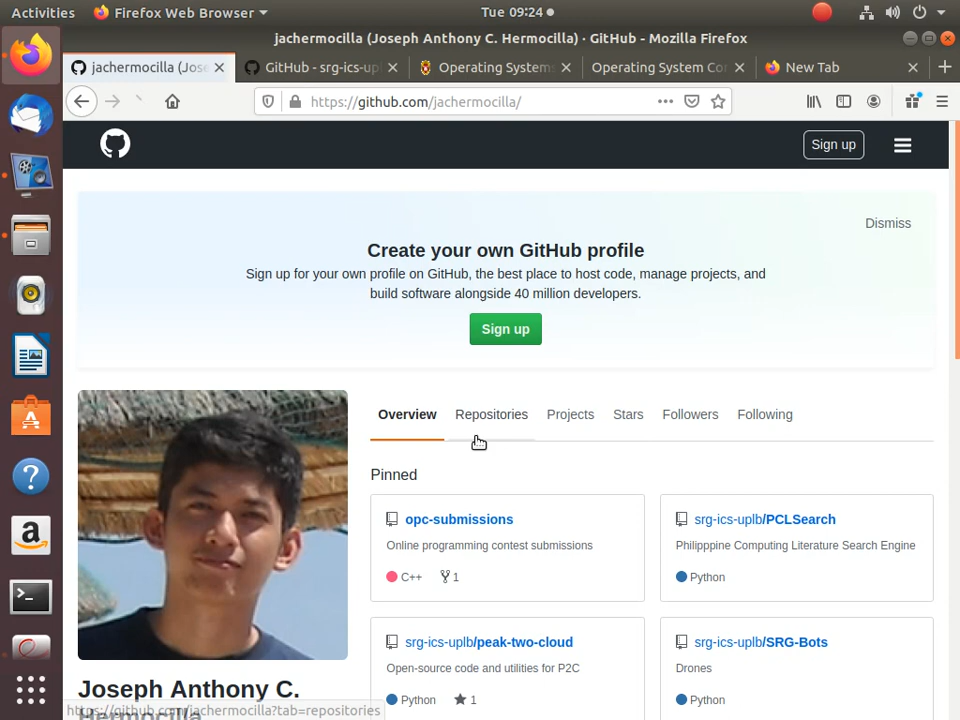 Activities
Firefox Web Browser
Tue 09:24
jachermocilla (Joseph Anthony C. Hermocilla) · GitHub - Mozilla Firefox
jachermocilla (Jose
GitHub - srg-ics-upl
Operating Systems
Operating System Co
New Tab
https://github.com/jachermocilla/
Sign up
Dismiss
Create your own GitHub profile
Sign up for your own profile on GitHub, the best place to host code, manage projects, and
build software alongside 40 million developers.
Sign up
Overview
Repositories
Projects
Stars
Followers
Following
Pinned
opc-submissions
Online programming contest submissions
C++
1
srg-ics-uplb/PCLSearch
Philipppine Computing Literature Search Engine
Python
srg-ics-uplb/peak-two-cloud
Open-source code and utilities for P2C
Python
1
srg-ics-uplb/SRG-Bots
Drones
Python
Joseph Anthony C.
Hermocilla
https://github.com/jachermocilla?tab=repositories